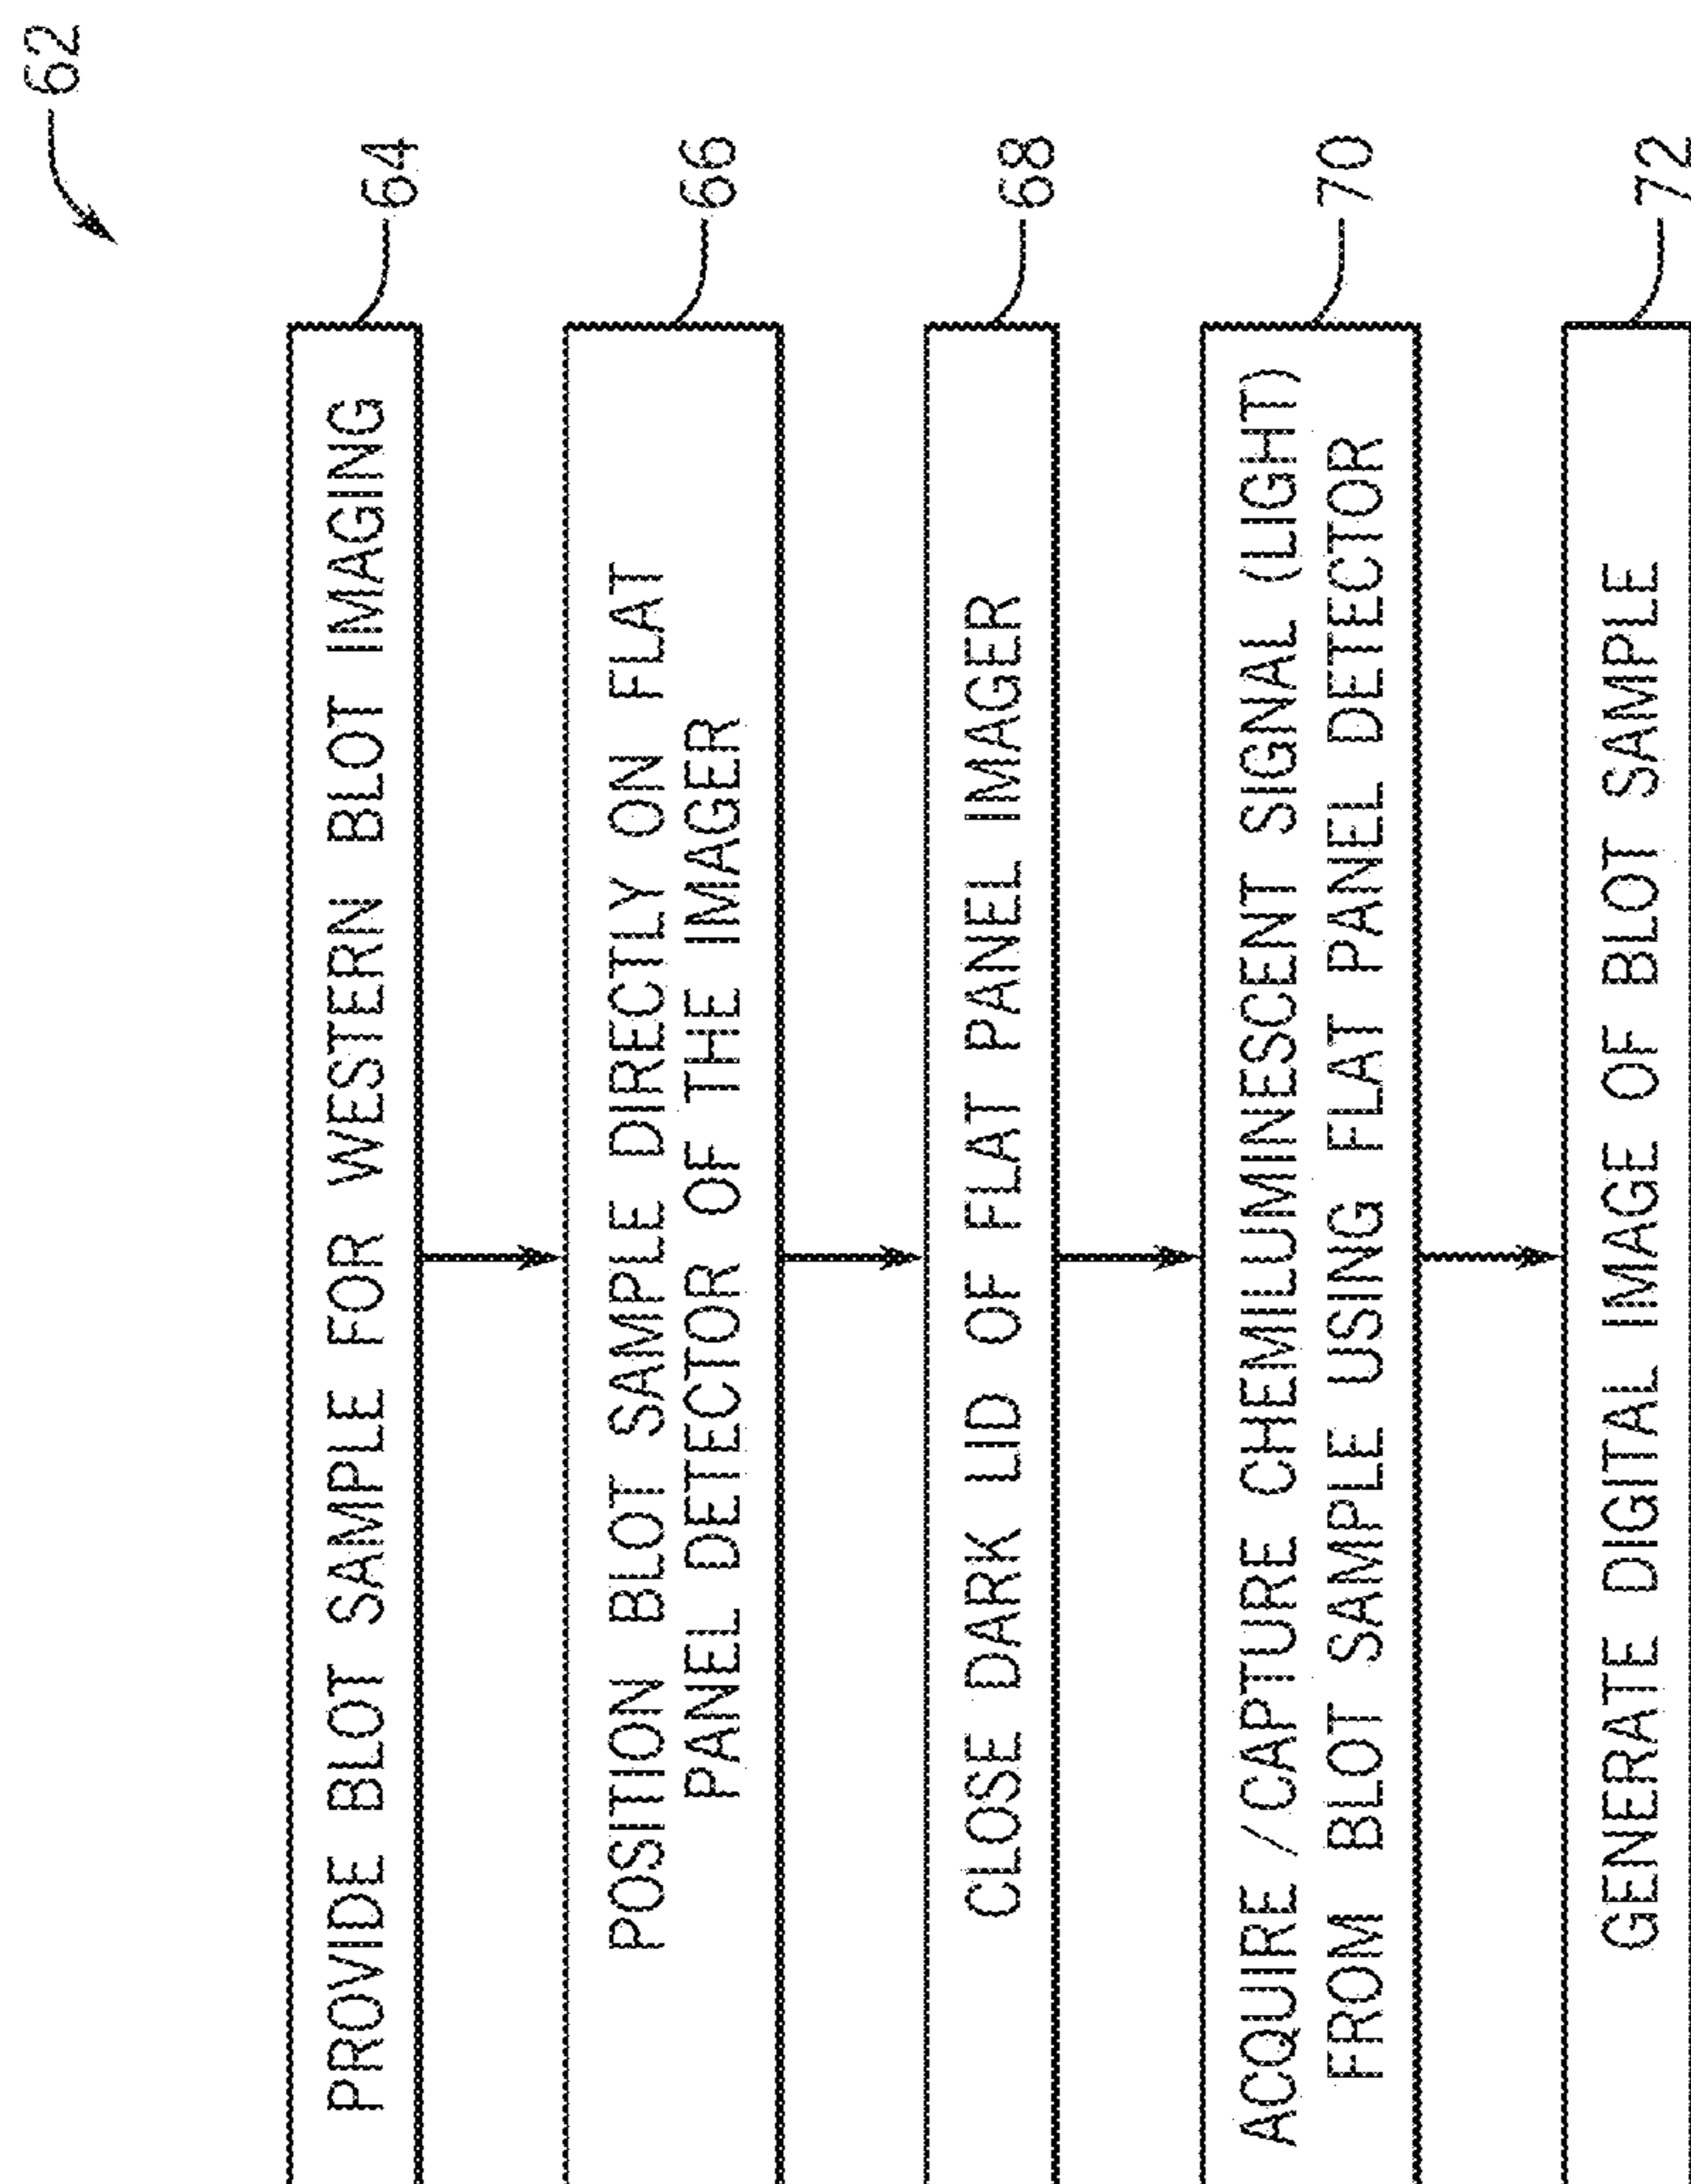 62
PROVIDE BLOT SAMPLE FOR WESTERN BLOT IMAGING
64
POSITION BLOT SAMPLE DIRECTLY ON FLAT
PANEL DETECTOR OF THE IMAGER
66
CLOSE DARK LID OF FLAT PANEL IMAGER
68
ACQUIRE/CAPTURE CHEMILUMINESCENT SIGNAL (LIGHT)
FROM BLOT SAMPLE USING FLAT PANEL DETECTOR
70
GENERATE DIGITAL IMAGE OF BLOT SAMPLE
72